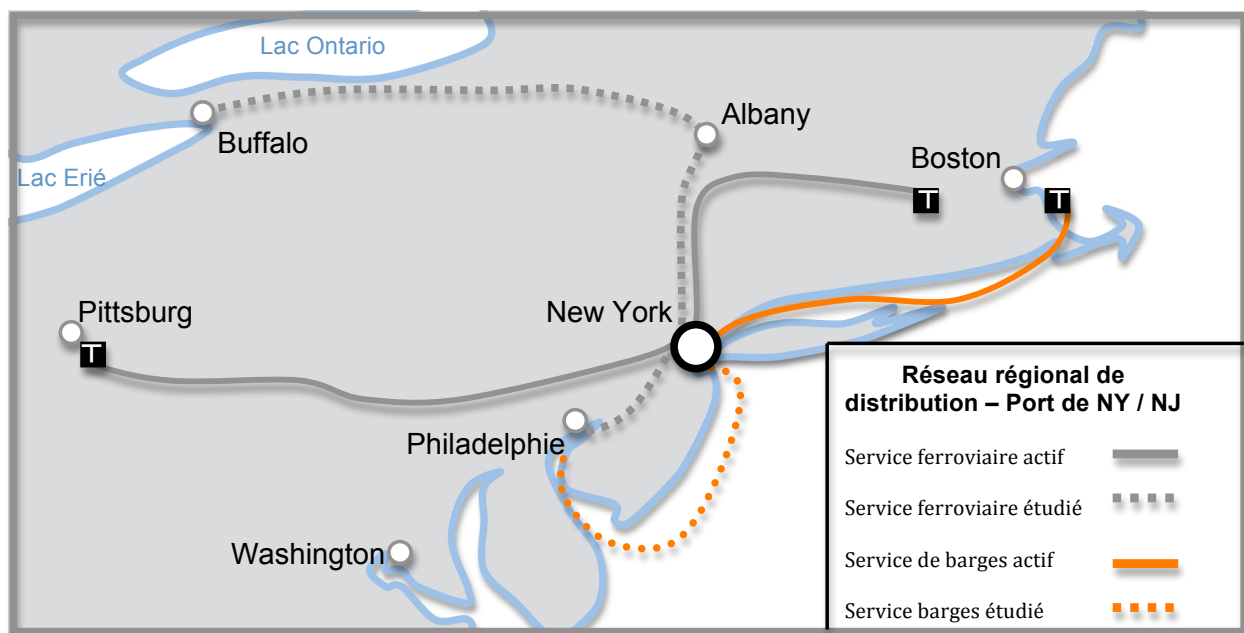 Lac Ontario
Buffalo
Albany
Lac Erié
Boston
T
T
Pittsburg
T
New York
Philadelphie
Washington
Réseau régional de
distribution – Port de NY / NJ
Service ferroviaire actif
Service ferroviaire étudié
Service de barges actif
Service barges étudié